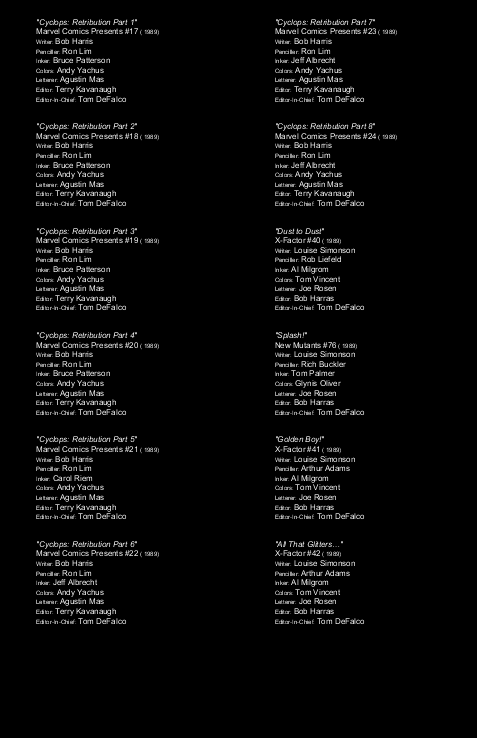 "Cyclops: Retribution Part 1"
Marvel Comics Presents #17 ( 1989)
Writer: Bob Harris
Penciller: Ron Lim
Inker: Bruce Patterson
Colors: Andy Yachus
Letterer: Agustin Mas
Editor: Terry Kavanaugh
Editor-In-Chief: Tom DeFalco
"Cyclops: Retribution Part 2"
Marvel Comics Presents #18 ( 1989)
Writer: Bob Harris
Penciller: Ron Lim
Inker: Bruce Patterson
Colors: Andy Yachus
Letterer: Agustin Mas
Editor: Terry Kavanaugh
Editor-In-Chief: Tom DeFalco
"Cyclops: Retribution Part 3"
Marvel Comics Presents #19 ( 1989)
Writer: Bob Harris
Penciller: Ron Lim
Inker: Bruce Patterson
Colors: Andy Yachus
Letterer: Agustin Mas
Editor: Terry Kavanaugh
Editor-In-Chief: Tom DeFalco
"Cyclops: Retribution Part 4"
Marvel Comics Presents #20 ( 1989)
Writer: Bob Harris
Penciller: Ron Lim
Inker: Bruce Patterson
Colors: Andy Yachus
Letterer: Agustin Mas
Editor: Terry Kavanaugh
Editor-In-Chief: Tom DeFalco
"Cyclops: Retribution Part 5"
Marvel Comics Presents #21 ( 1989)
Writer: Bob Harris
Penciller: Ron Lim
Inker: Carol Riem
Colors: Andy Yachus
Letterer: Agustin Mas
Editor: Terry Kavanaugh
Editor-In-Chief: Tom DeFalco
"Cyclops: Retribution Part 6"
Marvel Comics Presents #22 ( 1989)
Writer: Bob Harris
Penciller: Ron Lim
Inker: Jeff Albrecht
Colors: Andy Yachus
Letterer: Agustin Mas
Editor: Terry Kavanaugh
Editor-In-Chief: Tom DeFalco
"Cyclops: Retribution Part 7"
Marvel Comics Presents #23 ( 1989)
Writer: Bob Harris
Penciller: Ron Lim
Inker: Jeff Albrecht
Colors: Andy Yachus
Letterer: Agustin Mas
Editor: Terry Kavanaugh
Editor-In-Chief: Tom DeFalco
"Cyclops: Retribution Part 8"
Marvel Comics Presents #24 ( 1989)
Writer: Bob Harris
Penciller: Ron Lim
Inker: Jeff Albrecht
Colors: Andy Yachus
Letterer: Agustin Mas
Editor: Terry Kavanaugh
Editor-In-Chief: Tom DeFalco
"Dust to Dust"
X-Factor #40 ( 1989)
Writer: Louise Simonson
Penciller: Rob Liefeld
Inker: Al Milgrom
Colors: Tom Vincent
Letterer: Joe Rosen
Editor: Bob Harras
Editor-In-Chief: Tom DeFalco
"Splash!"
New Mutants #76 ( 1989)
Writer: Louise Simonson
Penciller: Rich Buckler
Inker: Tom Palmer
Colors: Glynis Oliver
Letterer: Joe Rosen
Editor: Bob Harras
Editor-In-Chief: Tom DeFalco
"Golden Boy!"
X-Factor #41 ( 1989)
Writer: Louise Simonson
Penciller: Arthur Adams
Inker: Al Milgrom
Colors: Tom Vincent
Letterer: Joe Rosen
Editor: Bob Harras
Editor-In-Chief: Tom DeFalco
"All That Glitters..."
X-Factor #42 ( 1989)
Writer: Louise Simonson
Penciller: Arthur Adams
Inker: Al Milgrom
Colors: Tom Vincent
Letterer: Joe Rosen
Editor: Bob Harras
Editor-In-Chief: Tom DeFalco